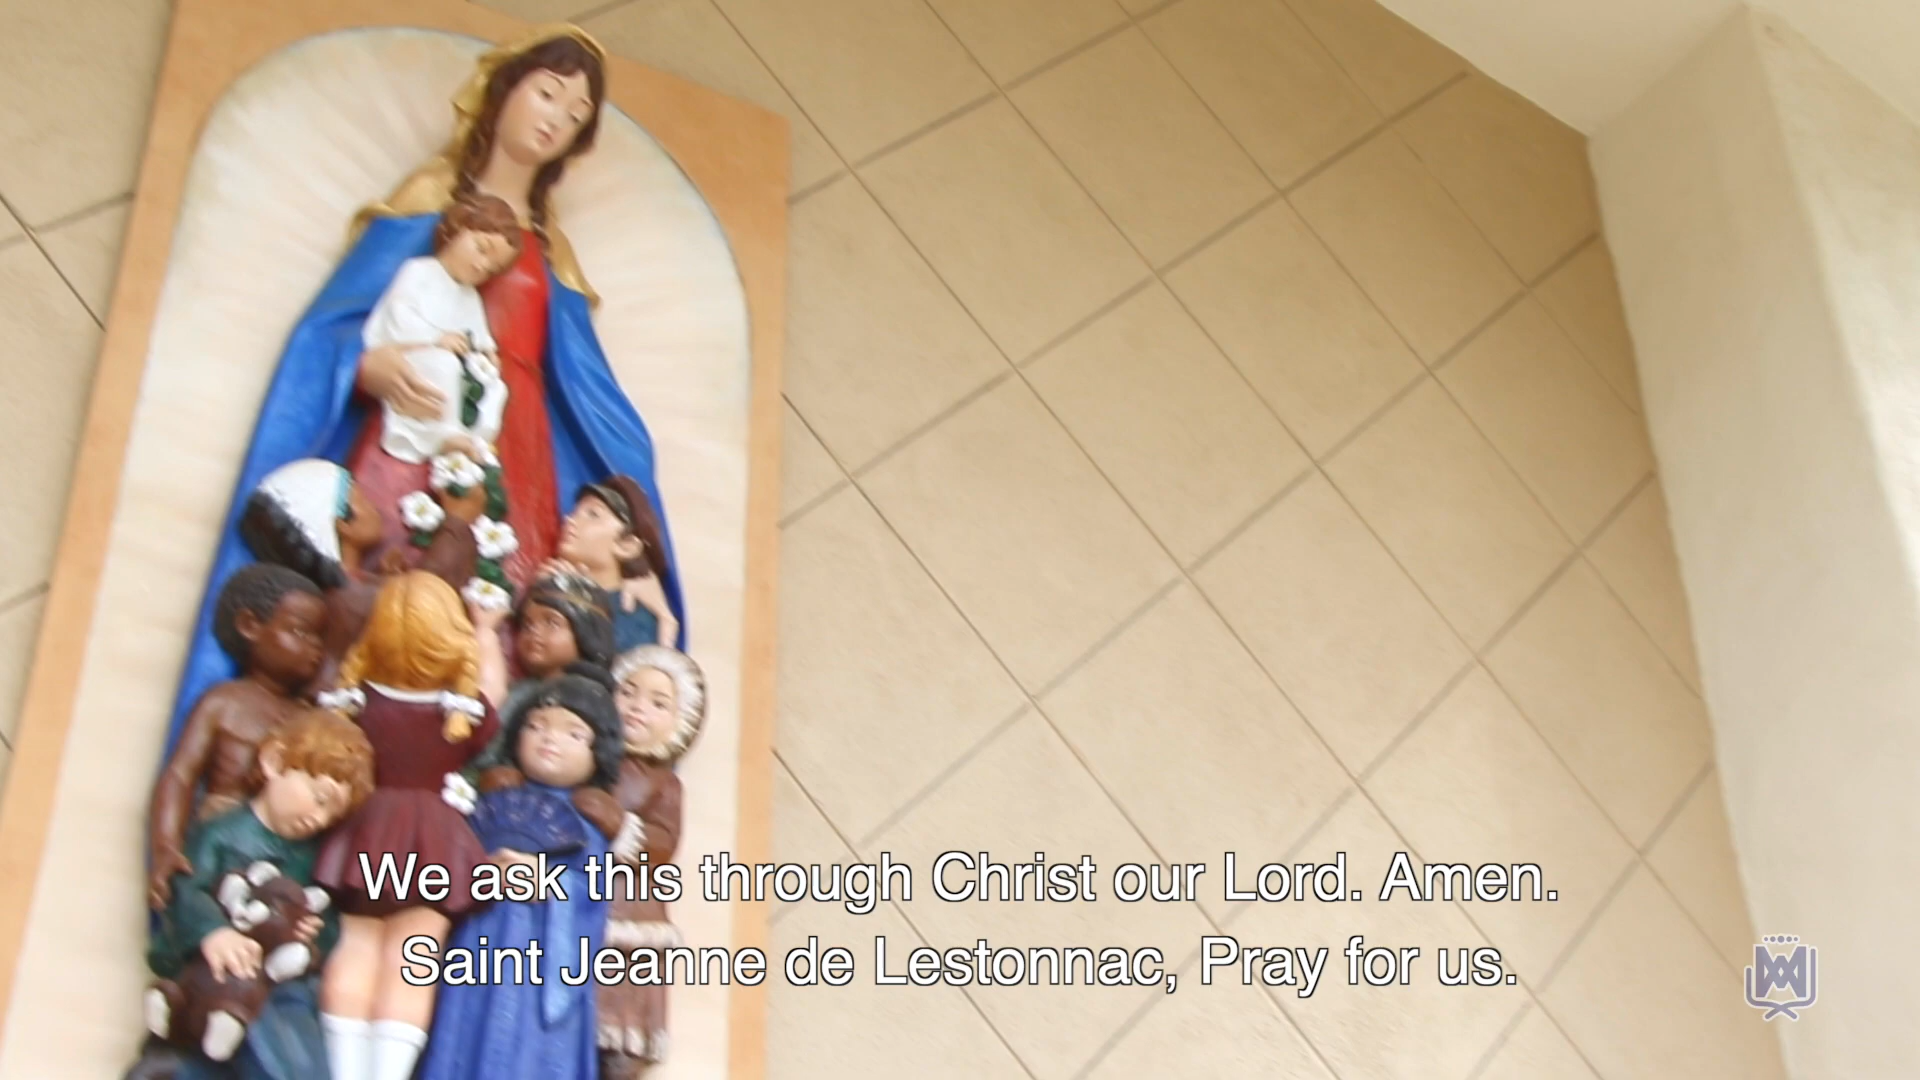 We ask this through Christ our Lord. Amen.
Saint Jeanne de Lestonnac, Pray for us.